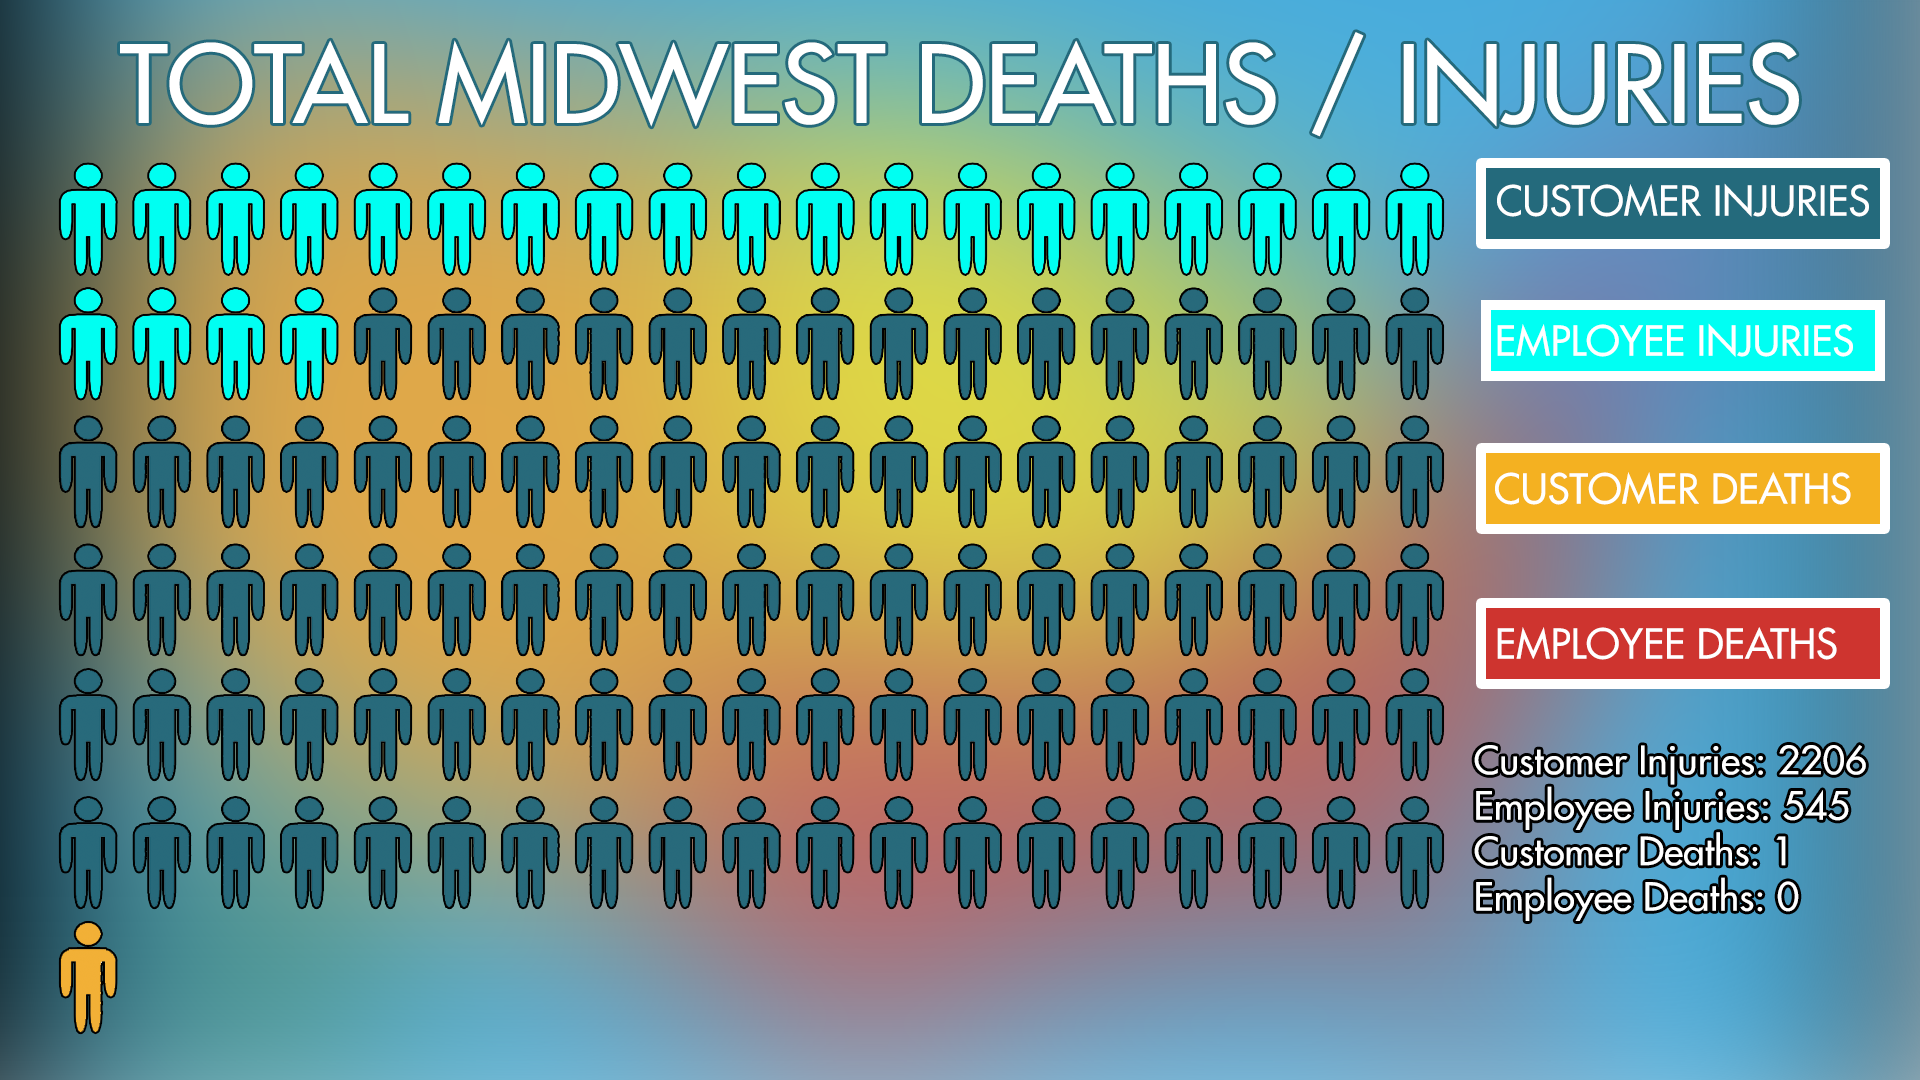 TOTAL MIDWEST DEATHS / INJURIES
CUSTOMER INJURIES
EMPLOYEE INJURIES
CUSTOMER DEATHS
EMPLOYEE DEATHS
Customer Injuries: 2206
Employee Injuries: 545
Customer Deaths: 1
Employee Deaths: 0